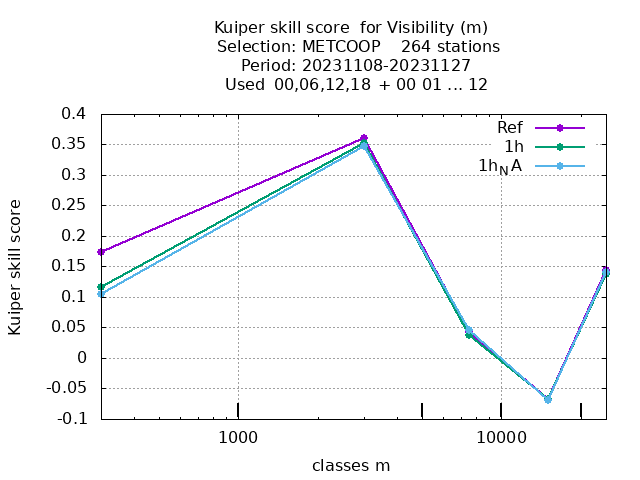 Kuiper skill score  for Visibility (m)
Selection: METCOOP    264 stations
Period: 20231108-20231127
Used  00,06,12,18 + 00 01 ... 12
0.4
0.35
0.3
0.25
0.2
0.15
0.1
0.05
0
-0.05
-0.1
Kuiper skill score
Ref
1h
1hNA
1000
10000
classes m